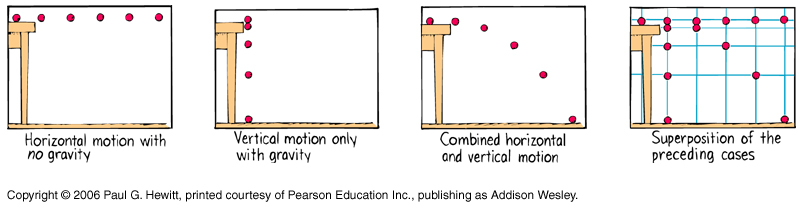 Horizontal motion with
no gravity
Vertical motion only
with gravity
Combined horizontal
and vertical motion
Superposition of the
preceding cases
Copyright © 2006 Paul G. Hewitt, printed courtesy of Pearson Education Inc., publishing as Addison Wesley.